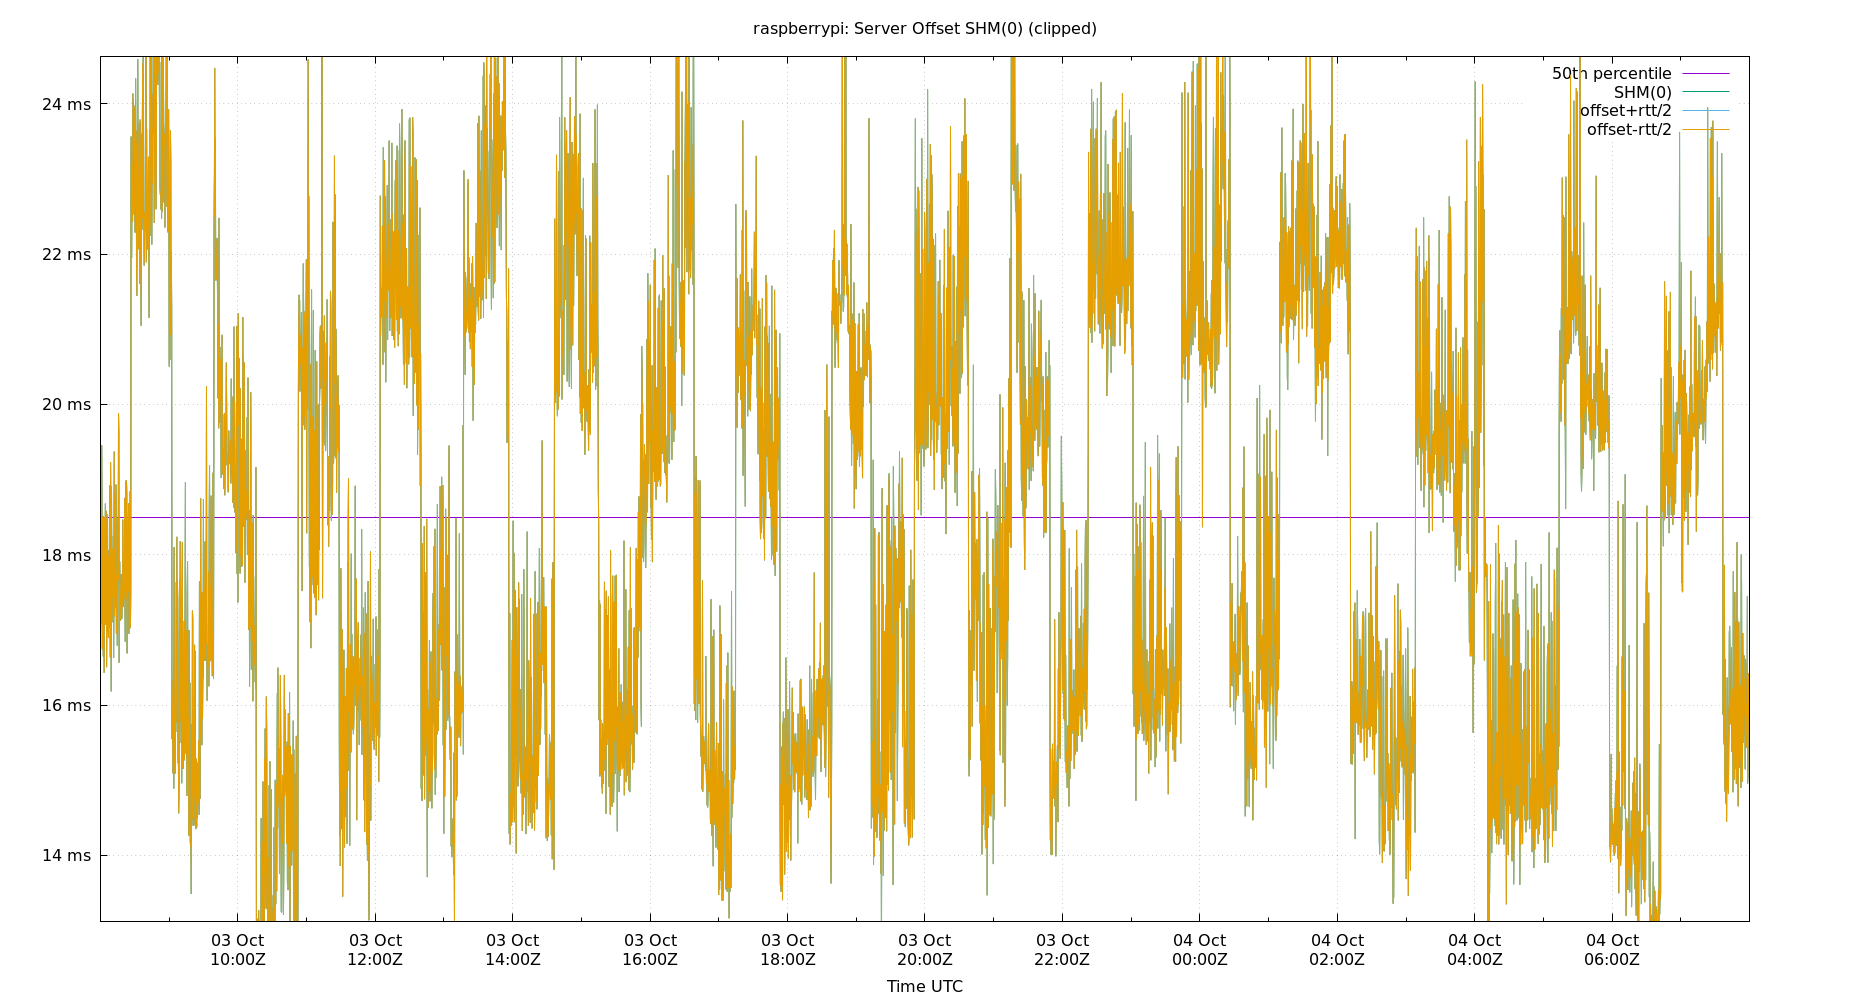 raspberrypi: Server Offset SHM(0) (clipped)
50th percentile
SHM(0)
offset+rtt/2
offset-rtt/2
24 ms
22 ms
20 ms
18 ms
16 ms
14 ms
03 Oct 03 Oct 03 Oct 03 Oct 03 Oct 03 Oct 03 Oct 04 Oct 04 Oct 04 Oct 04 Oct
10:00Z 12:00Z 14:00Z 16:00Z 18:00Z 20:00Z 22:00Z 00:00Z 02:00Z 04:00Z 06:00Z
Time UTC